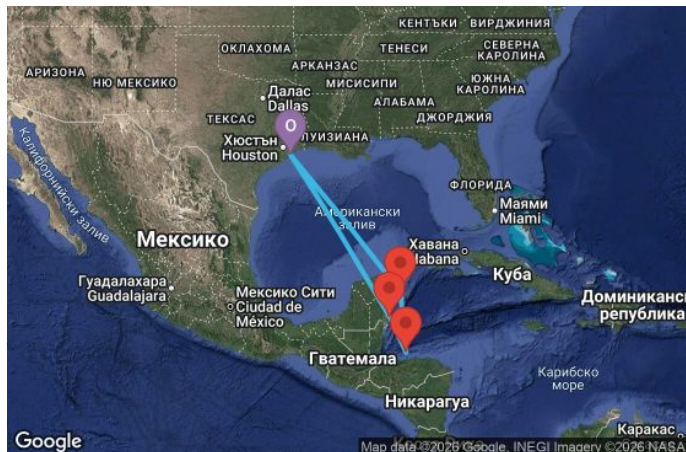 КЕНТЪКИ
ВИРДЖИНИЯ
ОКЛАХОМА
ТЕНЕСИ
СЕВЕРНА
КАРОЛИНА
АРКАНЗАС
АРИЗОНА
НЮ МЕКСИКО
МИСИСИПИ
ЮЖНА
КАРОЛИНА
Далас
Dallas
АЛАБАМА
ДЖОРДЖИЯ
ТЕКСАС
O
ЛУИЗИАНА
Хюстън
Houston
Калифорнийски залив
ФЛОРИДА
Маями
Miami
Американски
залив
Мексико
Хавана
Habana
Куба
Гуадалахара
Guadalajara
Мексико Сити
Ciudad de
México
Доминиканск
република
Гватемала
Карибско
море
Никарагуа
Каракас
Google
Map data ©2026 Google, INEGI Imagery ©2026 NASA